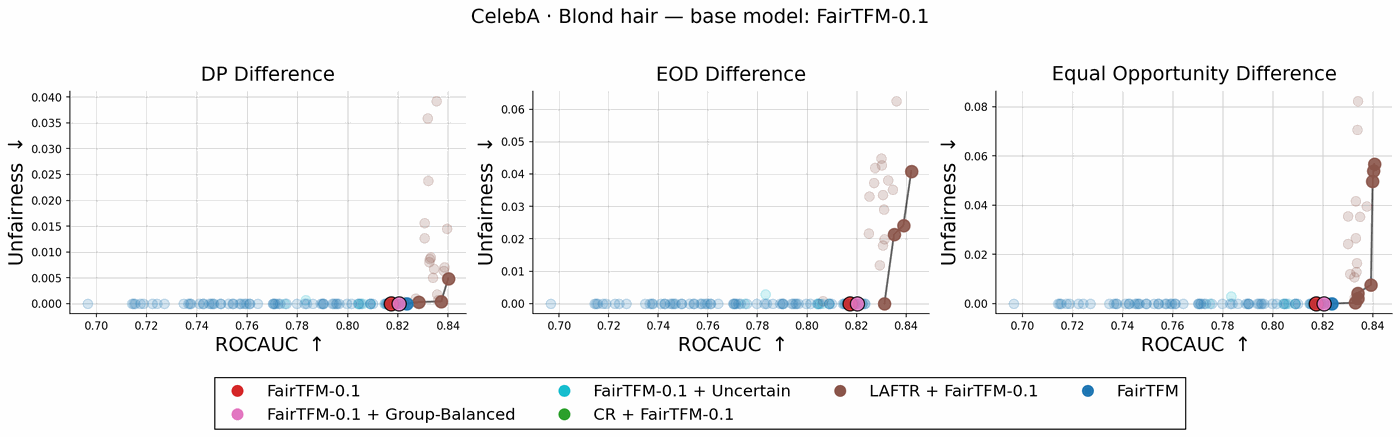 CelebA · Blond hair — base model: FairTFM-0.1
DP Difference
EOD Difference
Equal Opportunity Difference
Unfairness ↓
0.040
0.035
0.030
0.025
0.020
0.015
0.010
0.005
0.000
0.70 0.72 0.74 0.76 0.78 0.80 0.82 0.84
ROCAUC ↑
Unfairness ↓
0.06
0.05
0.04
0.03
0.02
0.01
0.00
0.70 0.72 0.74 0.76 0.78 0.80 0.82 0.84
ROCAUC ↑
Unfairness ↓
0.08
0.06
0.04
0.02
0.00
0.70 0.72 0.74 0.76 0.78 0.80 0.82 0.84
ROCAUC ↑
FairTFM-0.1
FairTFM-0.1 + Uncertain
LAFTR + FairTFM-0.1
FairTFM
FairTFM-0.1 + Group-Balanced
CR + FairTFM-0.1